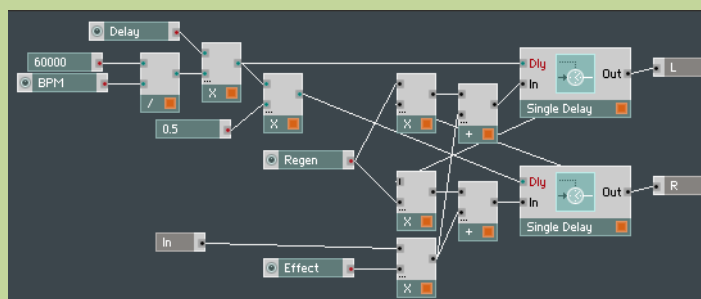 Delay
60000
BPM
/
X
0.5
X
Regen
X
+
Dly
In
Out
Single Delay
L
X
+
Dly
In
Out
Single Delay
R
In
Effect
X